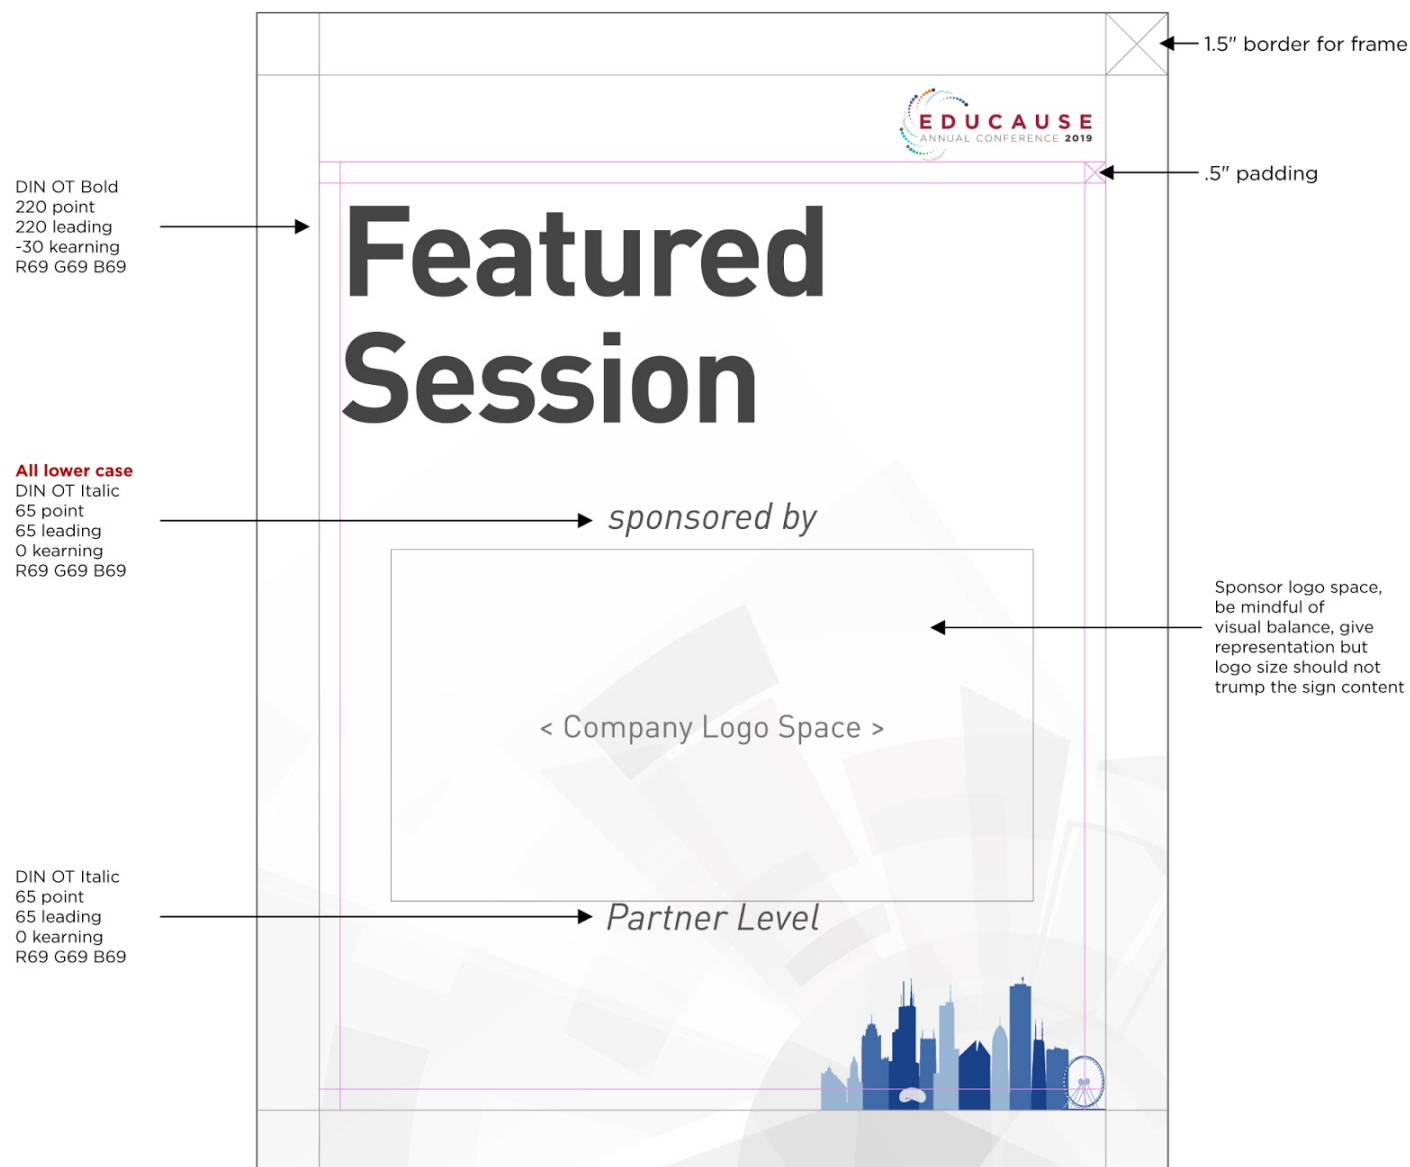 1.5" border for frame
EDUCAUSE
ANNUAL CONFERENCE 2019
.5" padding
DIN OT Bold
220 point
220 leading
-30 kearning
R69 G69 B69
Featured
Session
All lower case
DIN OT Italic
65 point
65 leading
0 kearning
R69 G69 B69
sponsored by
Sponsor logo space,
be mindful of
visual balance, give
representation but
logo size should not
trump the sign content
< Company Logo Space >
DIN OT Italic
65 point
65 leading
0 kearning
R69 G69 B69
Partner Level